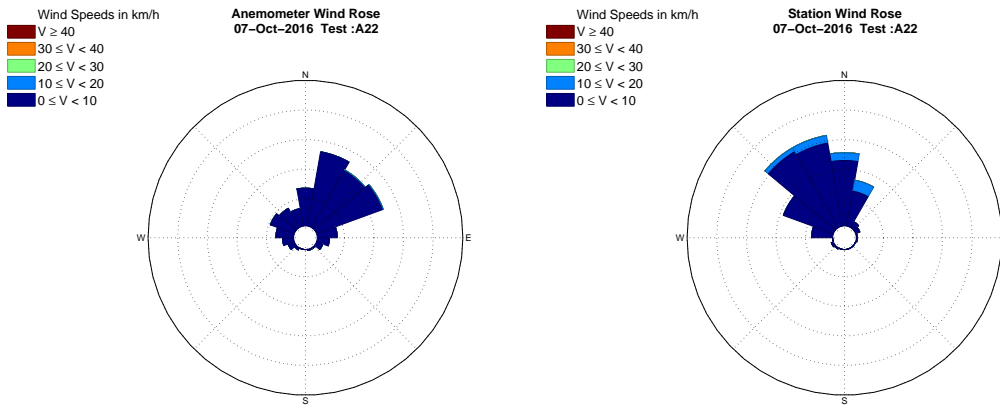 Wind Speeds in km/h
V ≥ 40
30 ≤ V < 40
20 ≤ V < 30
10 ≤ V < 20
0 ≤ V < 10
Anemometer Wind Rose
07−Oct−2016 Test :A22
N
W
E
S
Wind Speeds in km/h
V ≥ 40
30 ≤ V < 40
20 ≤ V < 30
10 ≤ V < 20
0 ≤ V < 10
Station Wind Rose
07−Oct−2016 Test :A22
N
W
S